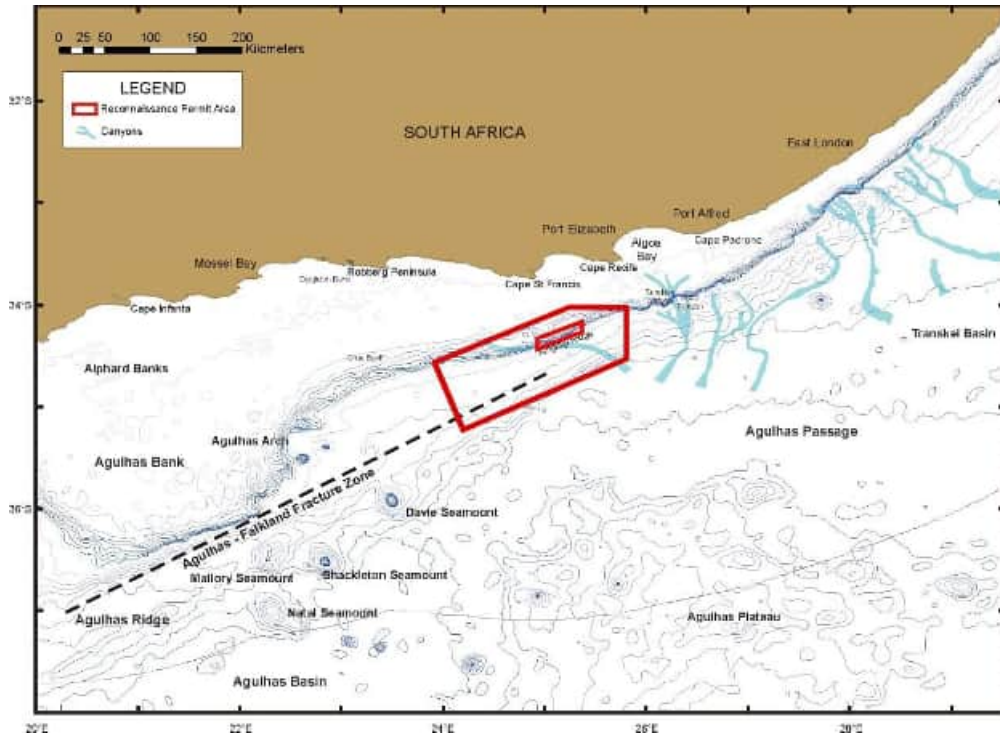 0 25 50 100 150 200
Kilometers
LEGEND
Reconnaissance Permit Area
Canyons
32°S
SOUTH AFRICA
East London
Port Alfred
Port Elizabeth
Cape Padrone
Algoa
Bay
Mossel Bay
Robberg Peninsula
Cape Recife
Cape St Francis
34°S
Cape Infanta
Transkei Basin
Alphard Banks
Agulhas Passage
Agulhas Arch
Agulhas Bank
36°S
Agulhas - Falkland Fracture Zone
Davie Seamount
Mallory Seamount
Shackleton Seamount
Natal Seamount
Agulhas Ridge
Agulhas Plateau
Agulhas Basin
20°E
22°E
24°E
26°E
28°E